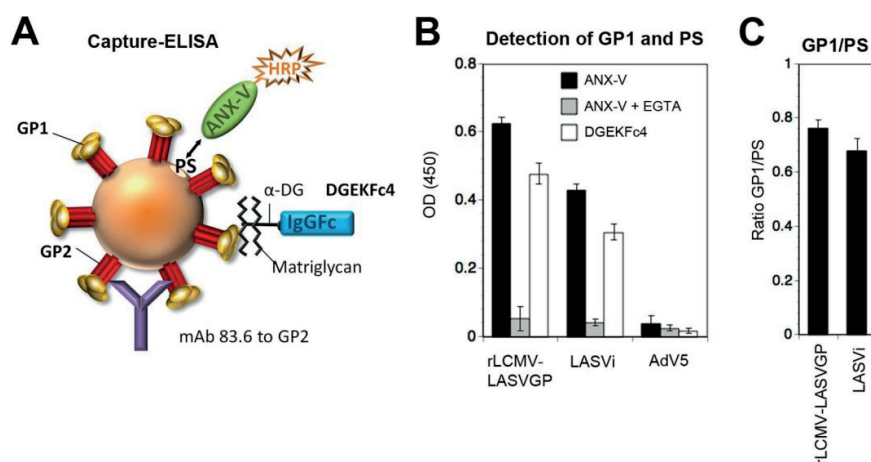 A
Capture-ELISA
HRP
ANX-V
GP1
PS
α-DG
DGEKFc4
IgGFc
GP2
Matriglycan
mAb 83.6 to GP2
B
Detection of GP1 and PS
0.8
0.6
0.4
0.2
0
OD (450)
ANX-V
ANX-V + EGTA
DGEKFc4
rLCMV-
LASVGP
LASVi
AdV5
C
GP1/PS
1
0.8
0.6
0.4
0.2
0
Ratio GP1/PS
rLCMV-LASVGP
LASVi